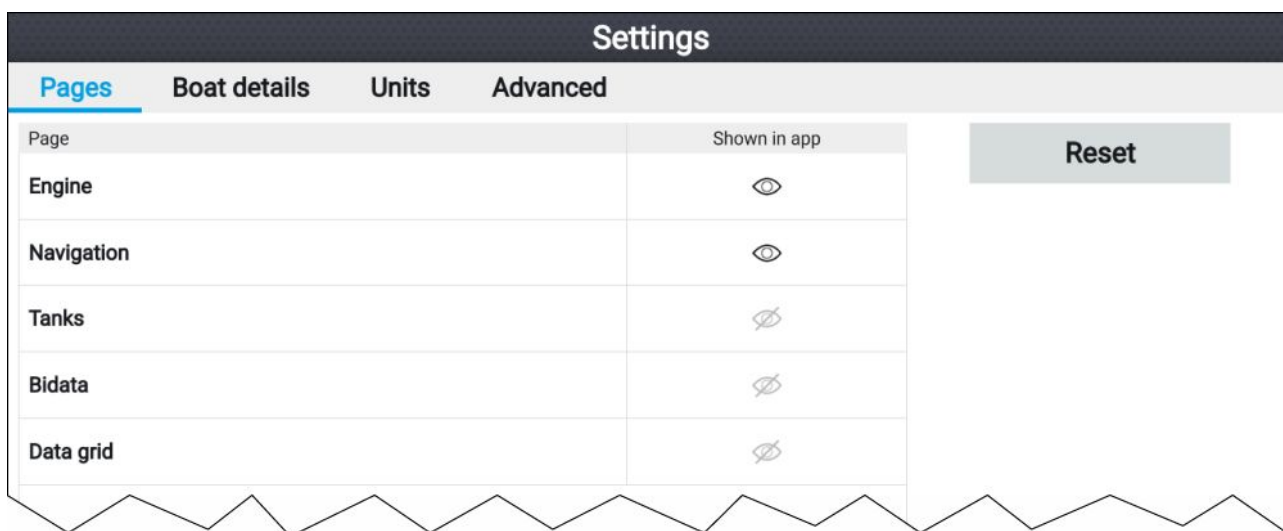 Settings
Pages Boat details Units Advanced
Page Shown in app
Reset
Engine
Navigation
Tanks
Bidata
Data grid